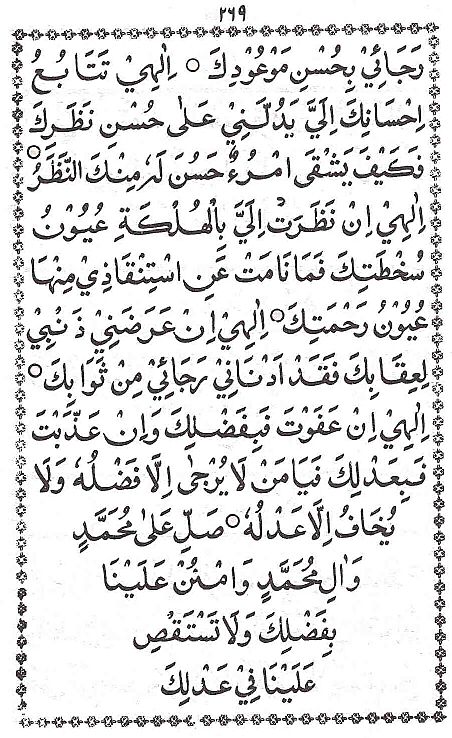 ٢٦٩
رَجَائِيْ بِحُسْنِ مَوْعُوْدِكَ ○ اِلٰهِيْ تَتَابُعُ
اِحْسَانِكَ اِلَيَّ يَدُلُّنِيْ عَلٰى حُسْنِ نَظَرِكَ
فَكَيْفَ يَشْقَى امْرُءٌ حَسُنَ لَهٗ مِنْكَ النَّظَرُ○
اِلٰهِيْ اِنْ نَظَرَتْ اِلَيَّ بِالْهُلْكَةِ عُيُوْنُ
سُخْطَتِكَ فَمَا نَامَتْ عَنِ اسْتِنْقَاذِيْ مِنْهَا
عُيُوْنُ رَحْمَتِكَ○ اِلٰهِيْ اِنْ عَرَضَنِيْ ذَنْبِيْ
لِعِقَابِكَ فَقَدْ اَدْنَانِيْ رَجَائِيْ مِنْ ثَوَابِكَ○
اِلٰهِيْ اِنْ عَفَوْتَ فَبِفَضْلِكَ وَاِنْ عَذَّبْتَ
فَبِعَدْلِكَ فَيَا مَنْ لَا يُرْجٰى اِلَّا فَضْلُهٗ وَلَا
يُخَافُ اِلَّا عَدْلُهٗ○ صَلِّ عَلٰى مُحَمَّدٍ
وَاٰلِ مُحَمَّدٍ وَامْنُنْ عَلَيْنَا
بِفَضْلِكَ وَلَا تَسْتَقْصِ
عَلَيْنَا فِيْ عَدْلِكَ